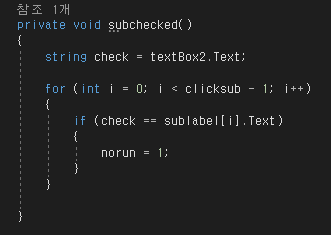 참조 1개
private void subchecked()
{
string check = textBox2.Text;
for (int i = 0; i < clicksub - 1; i++)
{
if (check == sublabel[i].Text)
{
norun = 1;
}
}
}